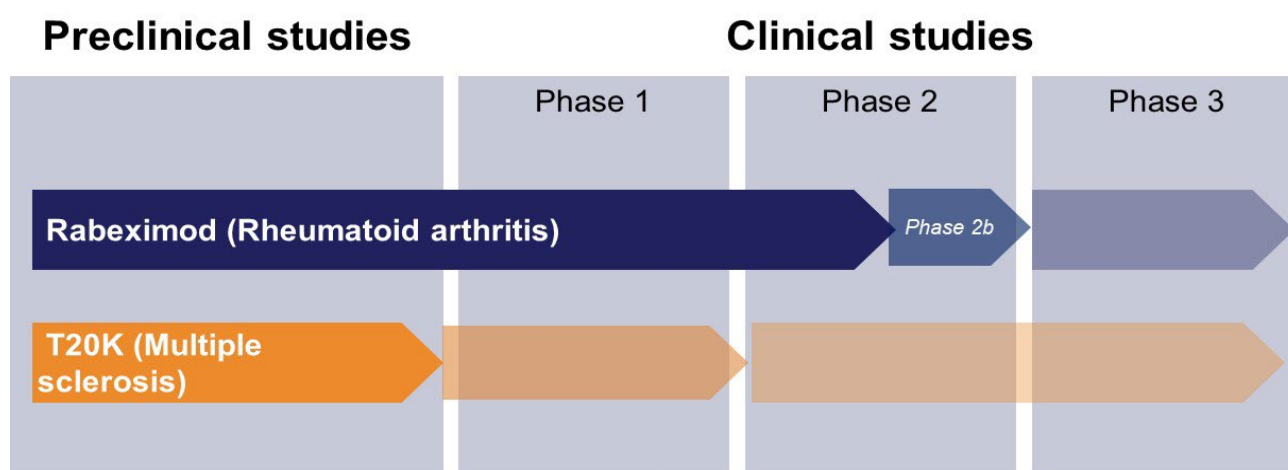 Preclinical studies
Clinical studies
Phase 1
Phase 2
Phase 3
Rabeximod (Rheumatoid arthritis)
Phase 2b
T20K (Multiple
sclerosis)